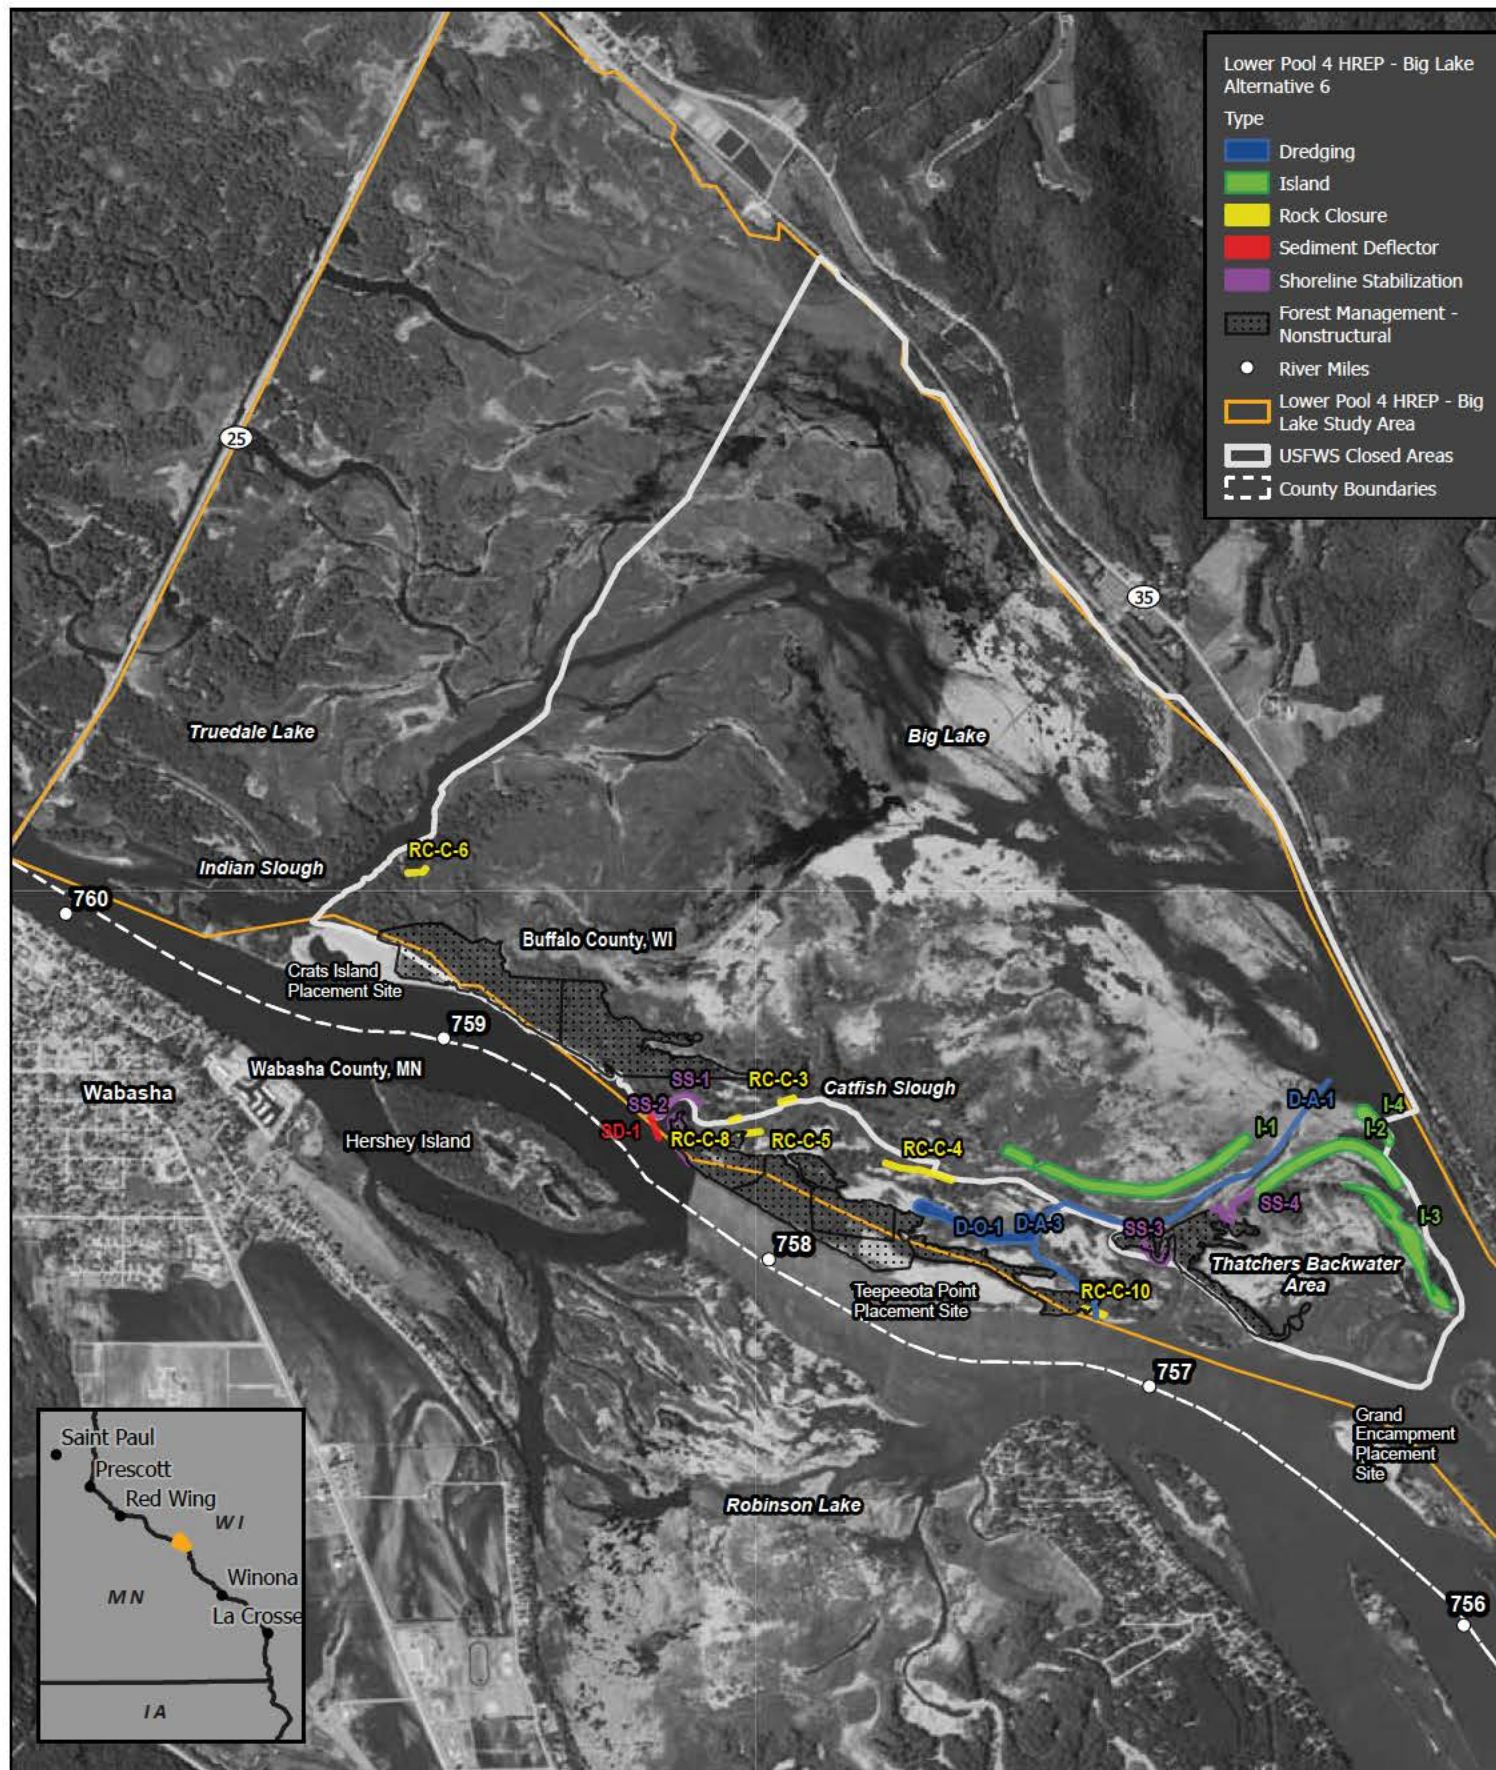 Lower Pool 4 HREP - Big Lake
Alternative 6
Type
Dredging
Island
Rock Closure
Sediment Deflector
Shoreline Stabilization
Forest Management -
Nonstructural
River Miles
Lower Pool 4 HREP - Big
Lake Study Area
USFWS Closed Areas
County Boundaries
25
35
Truedale Lake
Big Lake
RC-C-6
Indian Slough
760
Buffalo County, WI
Crats Island
Placement Site
759
Wabasha County, MN
Wabasha
SS-1
RC-C-3
Catfish Slough
SS-2
D-A-1
I-4
SD-1
Hershey Island
RC-C-8
RC-C-5
RC-C-4
I-1
I-2
SS-4
D-O-1
D-A-3
SS-3
I-3
758
Thatchers Backwater
Area
Teepeeota Point
Placement Site
RC-C-10
757
Grand
Encampment
Placement
Site
Robinson Lake
756
Saint Paul
Prescott
Red Wing
WI
Winona
MN
La Crosse
IA